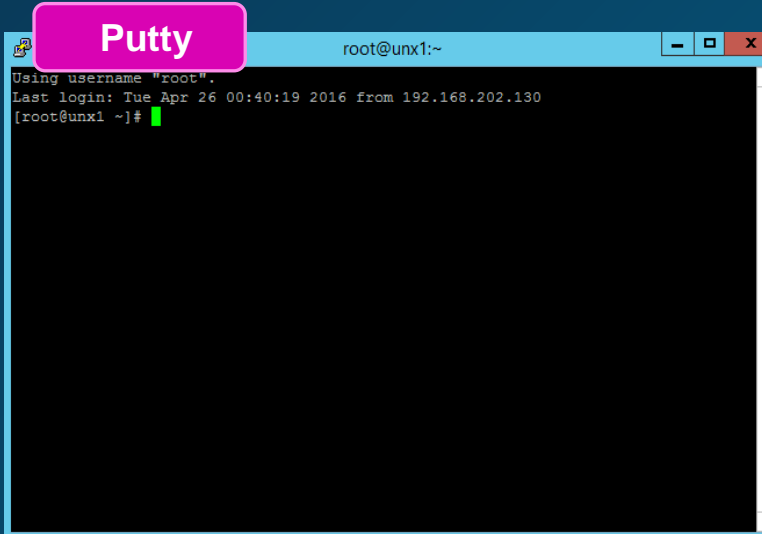 Putty
root@unx1:~
Using username "root".
Last login: Tue Apr 26 00:40:19 2016 from 192.168.202.130
[root@unx1 ~]#